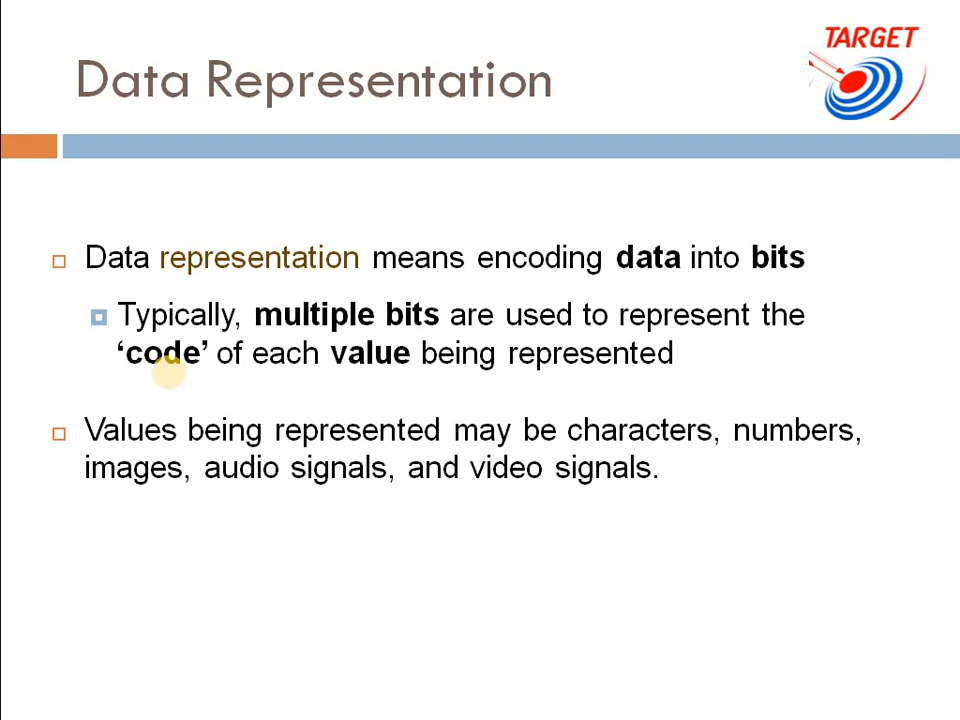 Data Representation
TARGET
Data representation means encoding data into bits
Typically, multiple bits are used to represent the
‘code’ of each value being represented
Values being represented may be characters, numbers,
images, audio signals, and video signals.